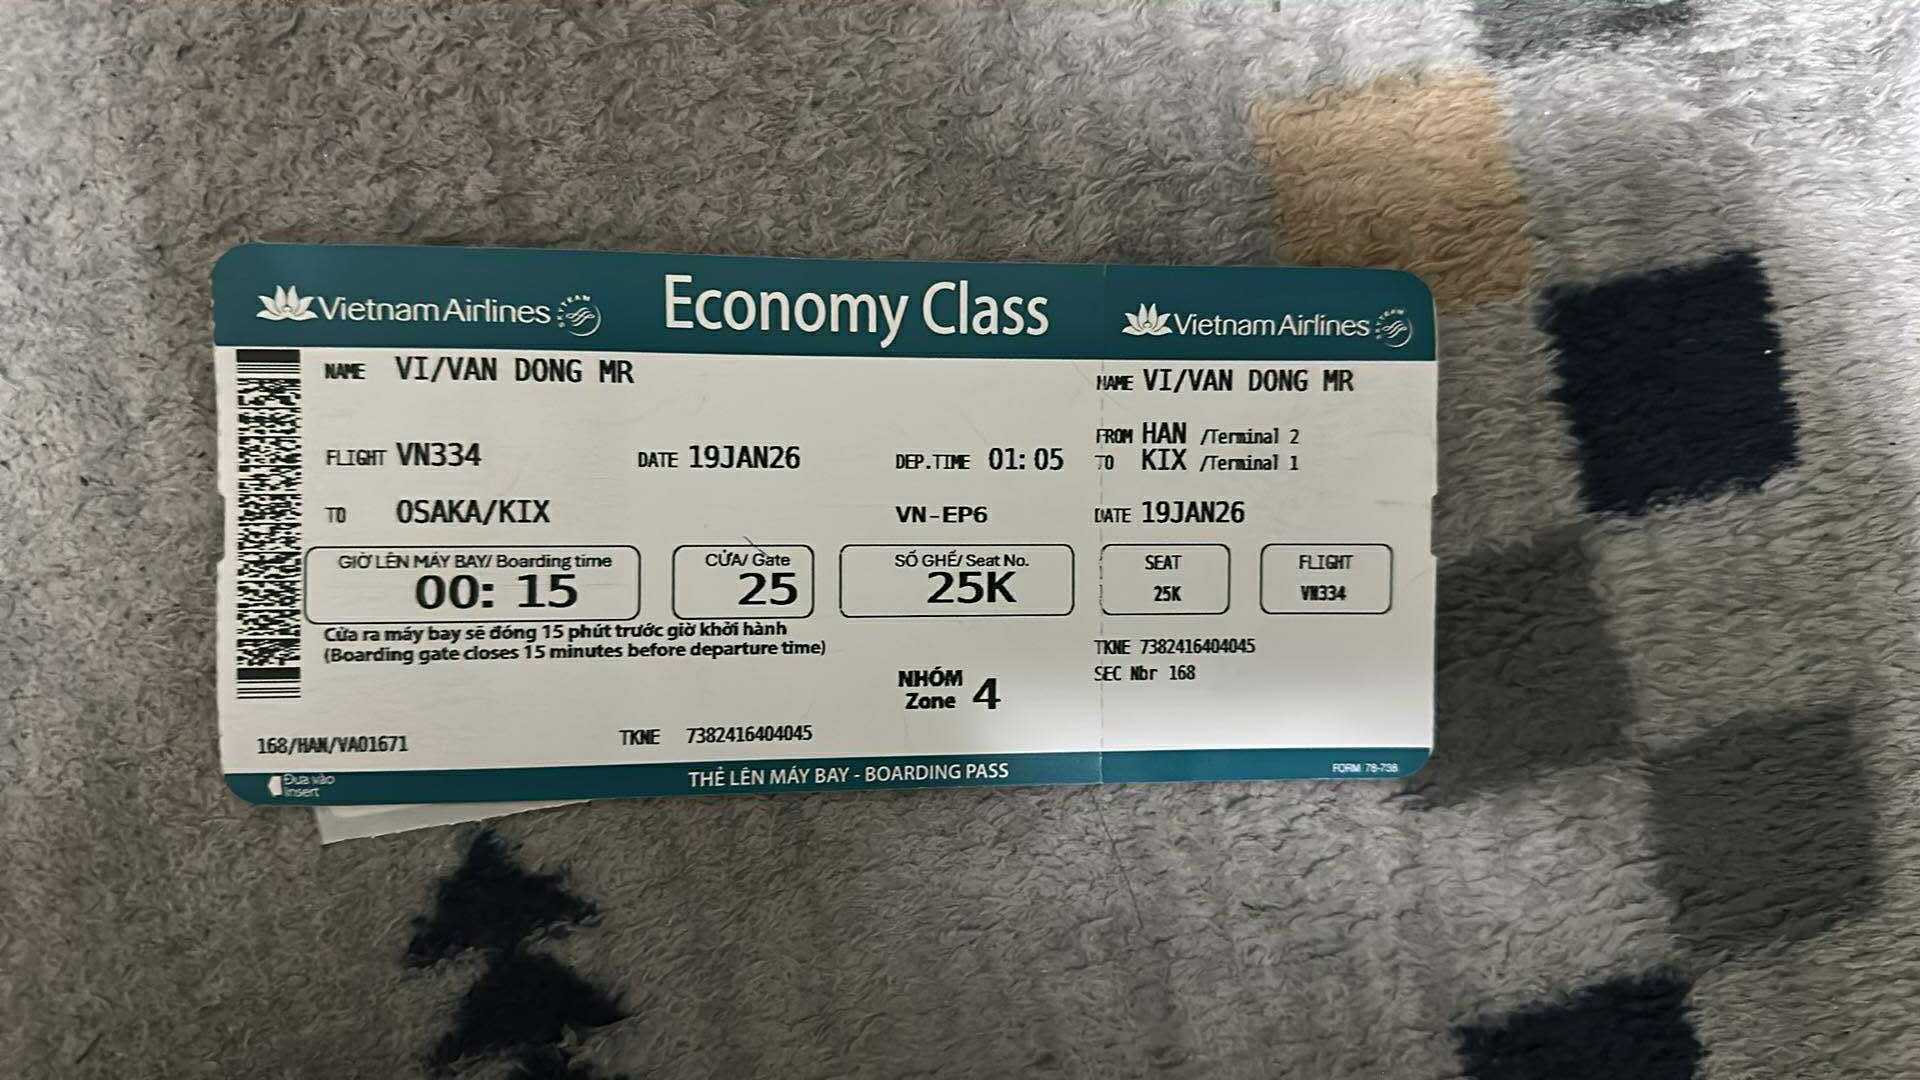 Vietnam Airlines SKYTEAM Economy Class
NAME VI/VAN DONG MR
FLIGHT VN334 DATE 19JAN26 DEP.TIME 01:05
TO OSAKA/KIX VN-EP6
GIỜ LÊN MÁY BAY/ Boarding time
00: 15
CỬA/ Gate
25
SỐ GHẾ/ Seat No.
25K
Cửa ra máy bay sẽ đóng 15 phút trước giờ khởi hành
(Boarding gate closes 15 minutes before departure time)
NHÓM
Zone 4
168/HAN/VA01671 TKNE 7382416404045
Đưa vào
Insert
THẺ LÊN MÁY BAY - BOARDING PASS
Vietnam Airlines SKYTEAM
NAME VI/VAN DONG MR
FROM HAN /Terminal 2
TO KIX /Terminal 1
DATE 19JAN26
SEAT
25K
FLIGHT
VN334
TKNE 7382416404045
SEC Nbr 168
FORM 78-738